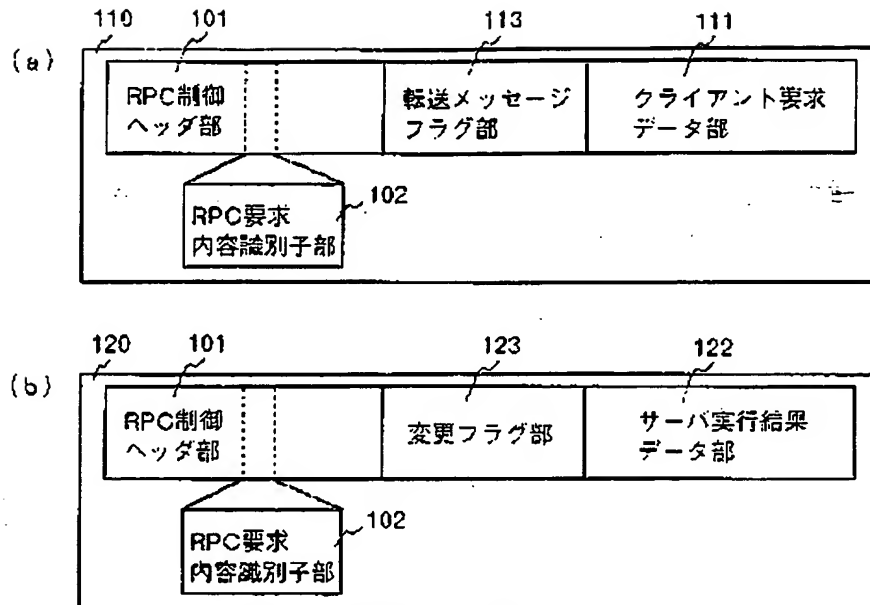 110 101 113 111
(a)
RPC制御 転送メッセージ クライアント要求
ヘッダ部 フラグ部 データ部
102
RPC要求
内容識別子部
120 101 123 122
(b)
RPC制御 変更フラグ部 サーバ実行結果
ヘッダ部 データ部
102
RPC要求
内容識別子部